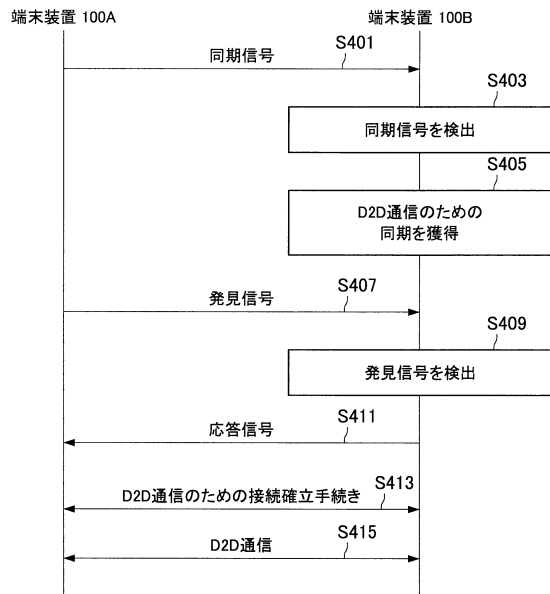 端末装置 100A
端末装置 100B
同期信号
S401
S403
同期信号を検出
S405
D2D通信のための
同期を獲得
発見信号
S407
S409
発見信号を検出
応答信号
S411
D2D通信のための接続確立手続き
S413
D2D通信
S415